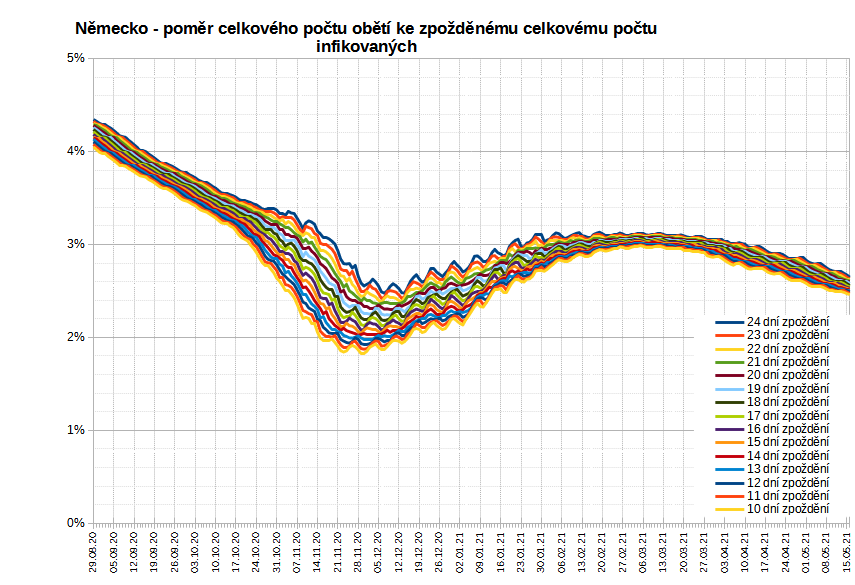 Německo - poměr celkového počtu obětí ke zpožděnému celkovému počtu
infikovaných
5%
4%
3%
2%
1%
0%
24 dní zpoždění
23 dní zpoždění
22 dní zpoždění
21 dní zpoždění
20 dní zpoždění
19 dní zpoždění
18 dní zpoždění
17 dní zpoždění
16 dní zpoždění
15 dní zpoždění
14 dní zpoždění
13 dní zpoždění
12 dní zpoždění
11 dní zpoždění
10 dní zpoždění
29.08.20
05.09.20
12.09.20
19.09.20
26.09.20
03.10.20
10.10.20
17.10.20
24.10.20
31.10.20
07.11.20
14.11.20
21.11.20
28.11.20
05.12.20
12.12.20
19.12.20
26.12.20
02.01.21
09.01.21
16.01.21
23.01.21
30.01.21
06.02.21
13.02.21
20.02.21
27.02.21
06.03.21
13.03.21
20.03.21
27.03.21
03.04.21
10.04.21
17.04.21
24.04.21
01.05.21
08.05.21
15.05.21